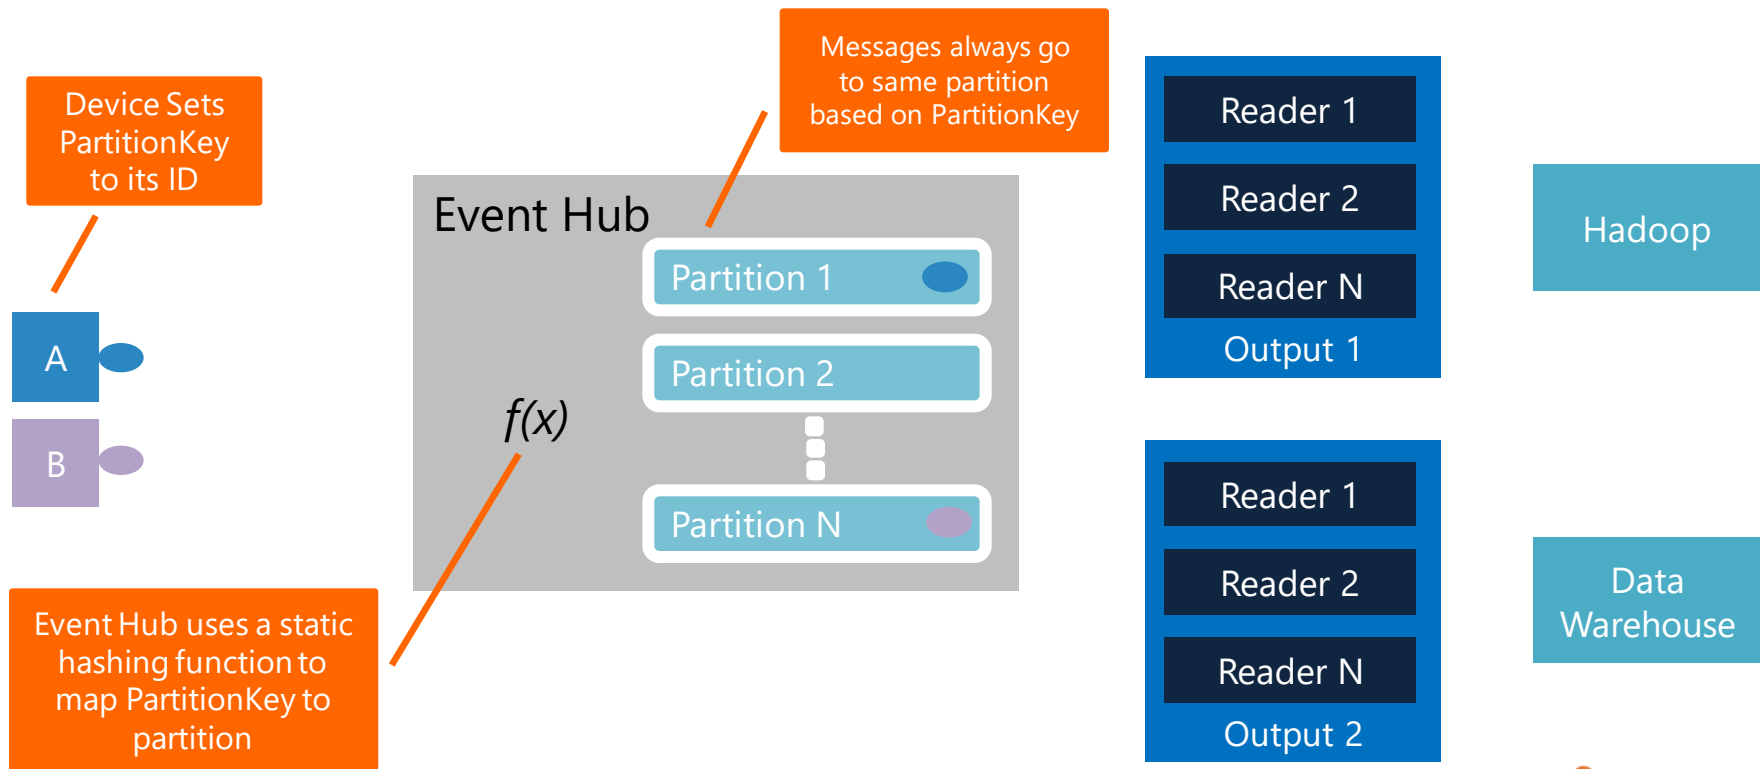 Device Sets
PartitionKey
to its ID
A
B
Event Hub uses a static
hashing function to
map PartitionKey to
partition
Event Hub
f(x)
Messages always go
to same partition
based on PartitionKey
Partition 1
Partition 2
Partition N
Reader 1
Reader 2
Reader N
Output 1
Reader 1
Reader 2
Reader N
Output 2
Hadoop
Data
Warehouse